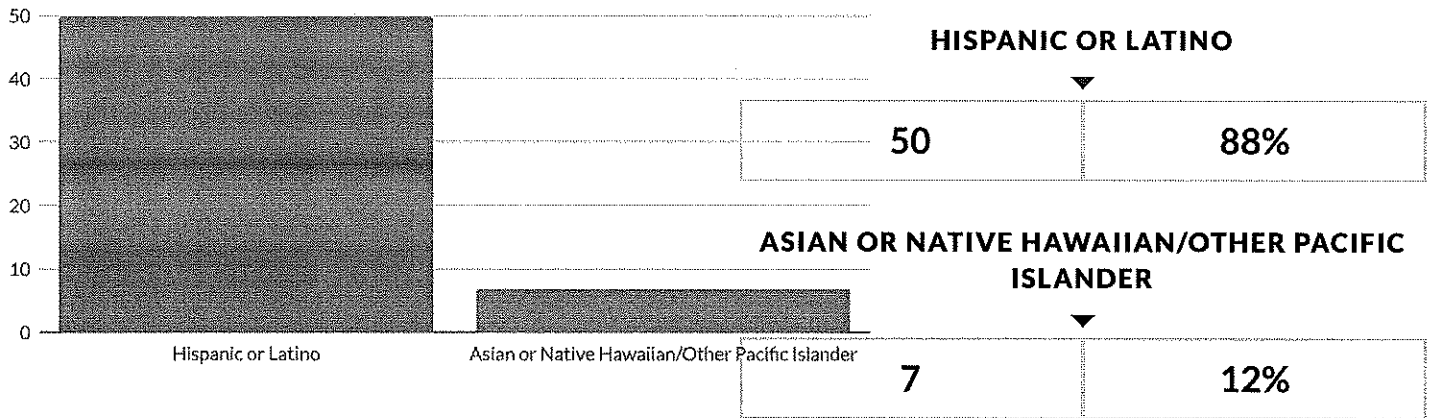 50
40
30
20
10
0
Hispanic or Latino
Asian or Native Hawaiian/Other Pacific Islander
HISPANIC OR LATINO
50 88%
ASIAN OR NATIVE HAWAIIAN/OTHER PACIFIC
ISLANDER
7 12%